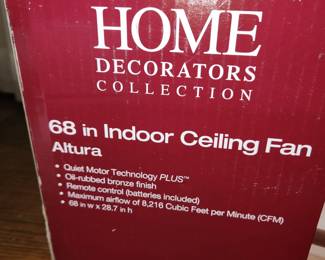 HOME
DECORATORS
COLLECTION
68 in Indoor Ceiling Fan
Altura
• Quiet Motor Technology PLUS™
• Oil-rubbed bronze finish
• Remote control (batteries included)
• Maximum airflow of 8,216 Cubic Feet per Minute (CFM)
• 68 in w x 28.7 in h